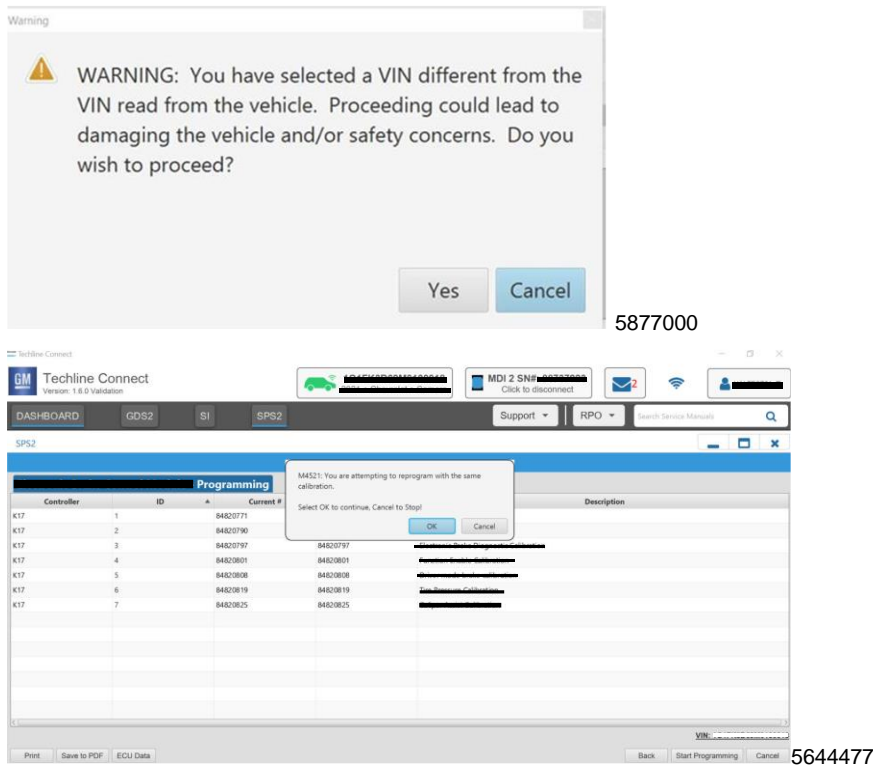 Warning
WARNING: You have selected a VIN different from the
VIN read from the vehicle. Proceeding could lead to
damaging the vehicle and/or safety concerns. Do you
wish to proceed?
Yes Cancel
5877000
Techline Connect
GM Techline Connect
Version: 1.6.0 Validation
MDI 2 SN#:
Click to disconnect
2
DASHBOARD GDS2 SI SPS2 Support RPO Search Service Manuals
SPS2
Programming
M4521: You are attempting to reprogram with the same
calibration.
Select OK to continue, Cancel to Stop!
OK Cancel
Controller ID Current # Description
K17 1 84820771
K17 2 84820790
K17 3 84820797 84820797
K17 4 84820801 84820801
K17 5 84820808 84820808
K17 6 84820819 84820819
K17 7 84820825 84820825
VIN:
Print Save to PDF ECU Data Back Start Programming Cancel
5644477